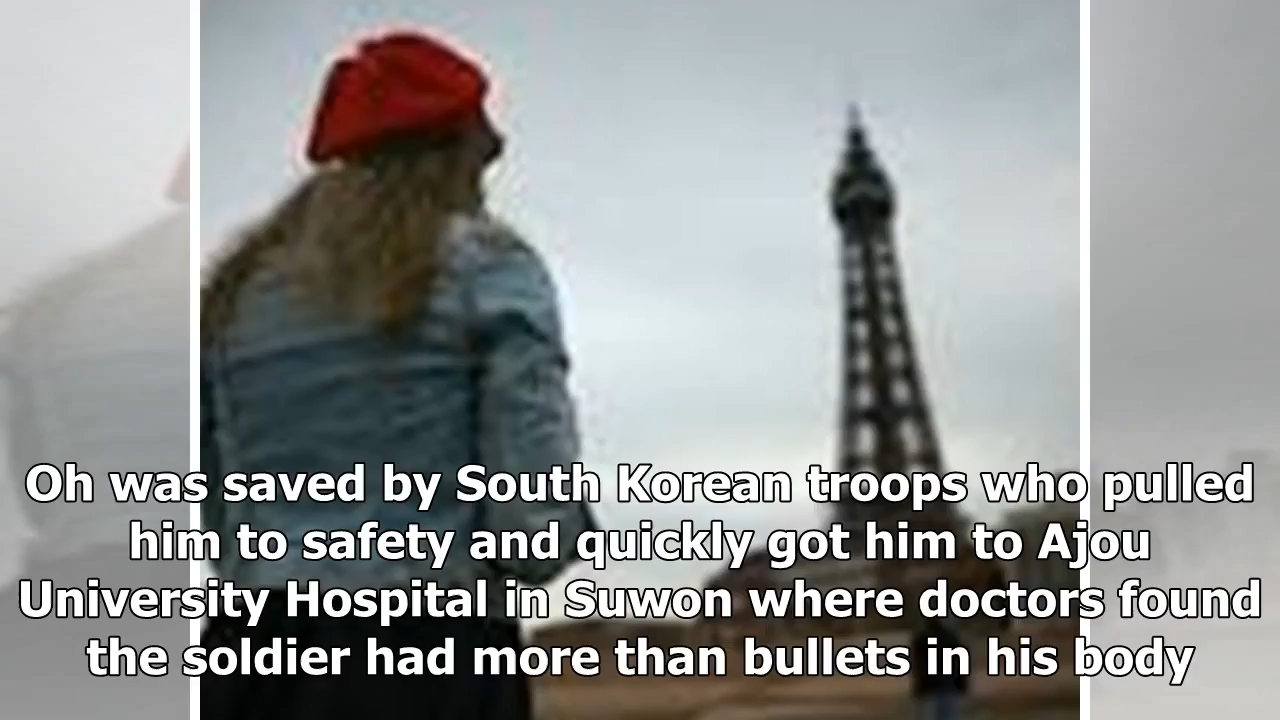 Oh was saved by South Korean troops who pulled
him to safety and quickly got him to Ajou
University Hospital in Suwon where doctors found
the soldier had more than bullets in his body